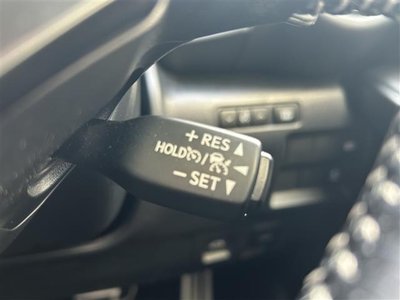 + RES
HOLD /
- SET